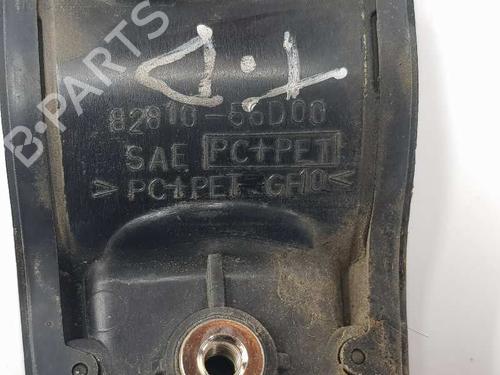 B-PARTS
T.D
82810-56D00
SAE PC+PET
>PC+PET GF10<